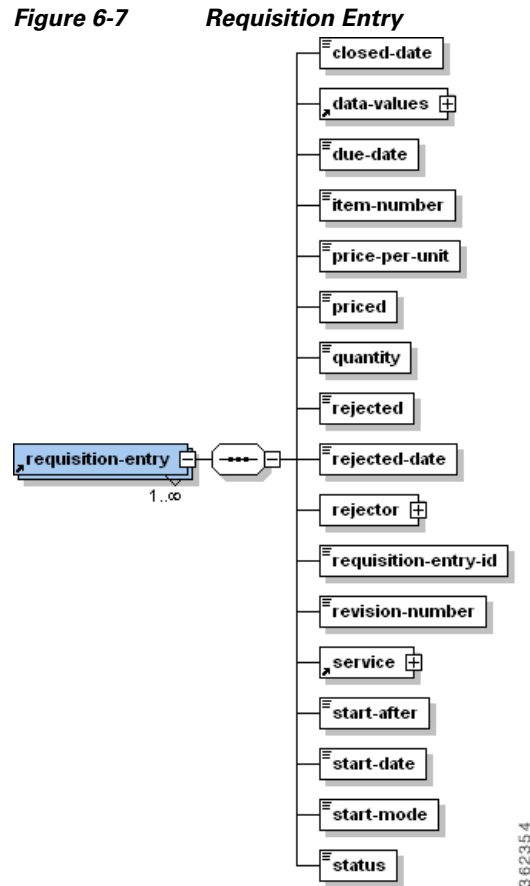 Figure 6-7 Requisition Entry
closed-date
data-values
due-date
item-number
price-per-unit
priced
quantity
rejected
requisition-entry
rejected-date
1..∞
rejector
requisition-entry-id
revision-number
service
start-after
start-date
start-mode
status
362354